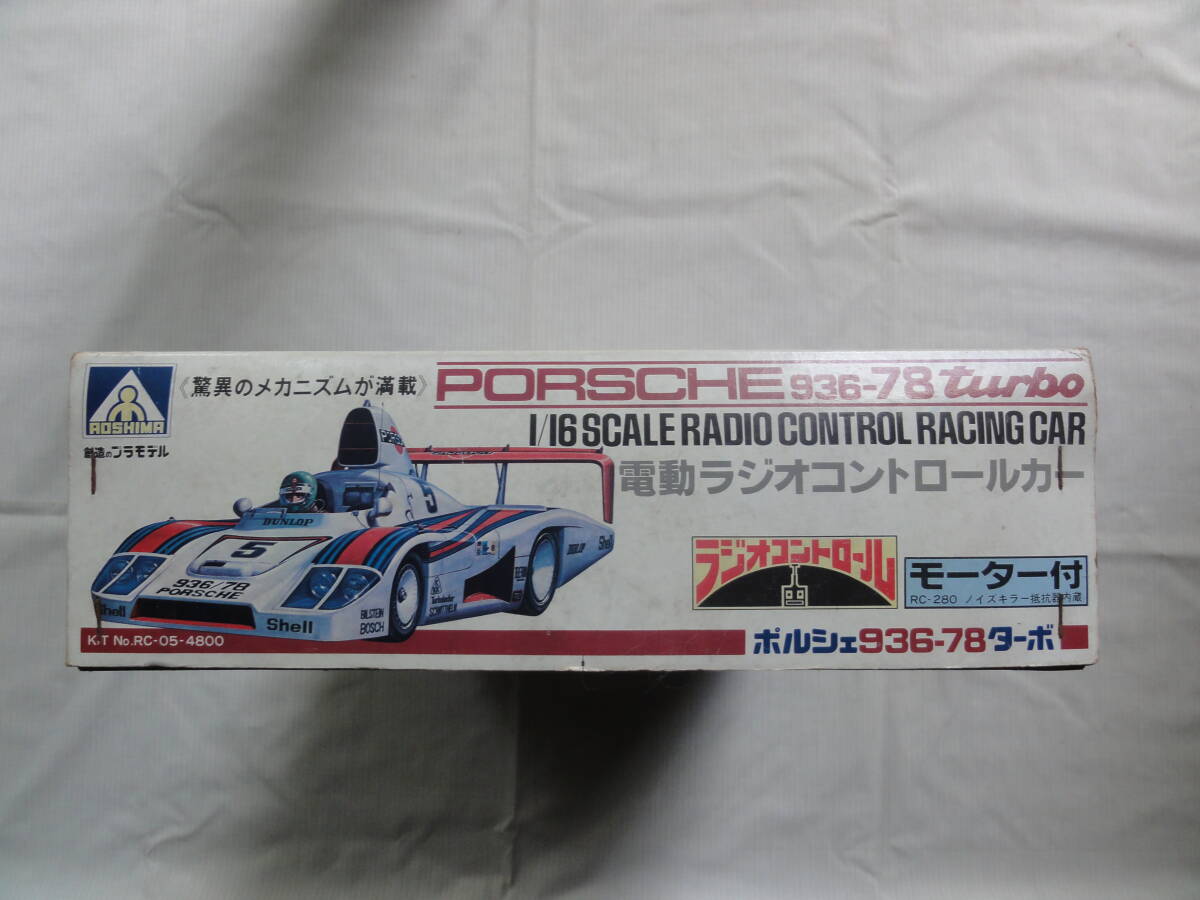 AOSHIMA
創造のプラモデル
《驚異のメカニズムが満載》
PORSCHE 936-78 turbo
1/16 SCALE RADIO CONTROL RACING CAR
電動ラジオコントロールカー
ラジオコントロール
モーター付
RC-280 ノイズキラー抵抗器内蔵
PORSCHE
5
DUNLOP
5
936/78
PORSCHE
Shell
Shell
BILSTEIN
BOSCH
DUNLOP
Shell
KIT No.RC-05-4800
ポルシェ936-78ターボ